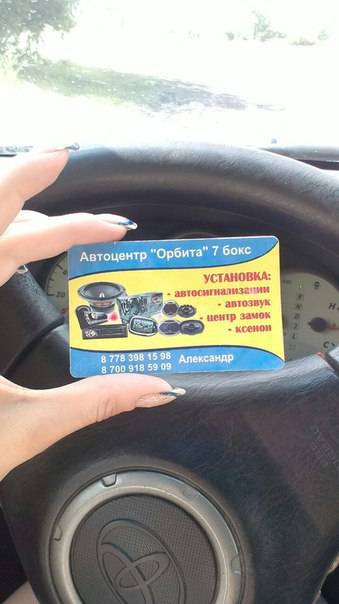 Автоцентр "Орбита" 7 бокс
УСТАНОВКА:
- автосигнализации
- автозвук
- центр замок
- ксенон
8 778 398 15 98
8 700 918 59 09
Александр